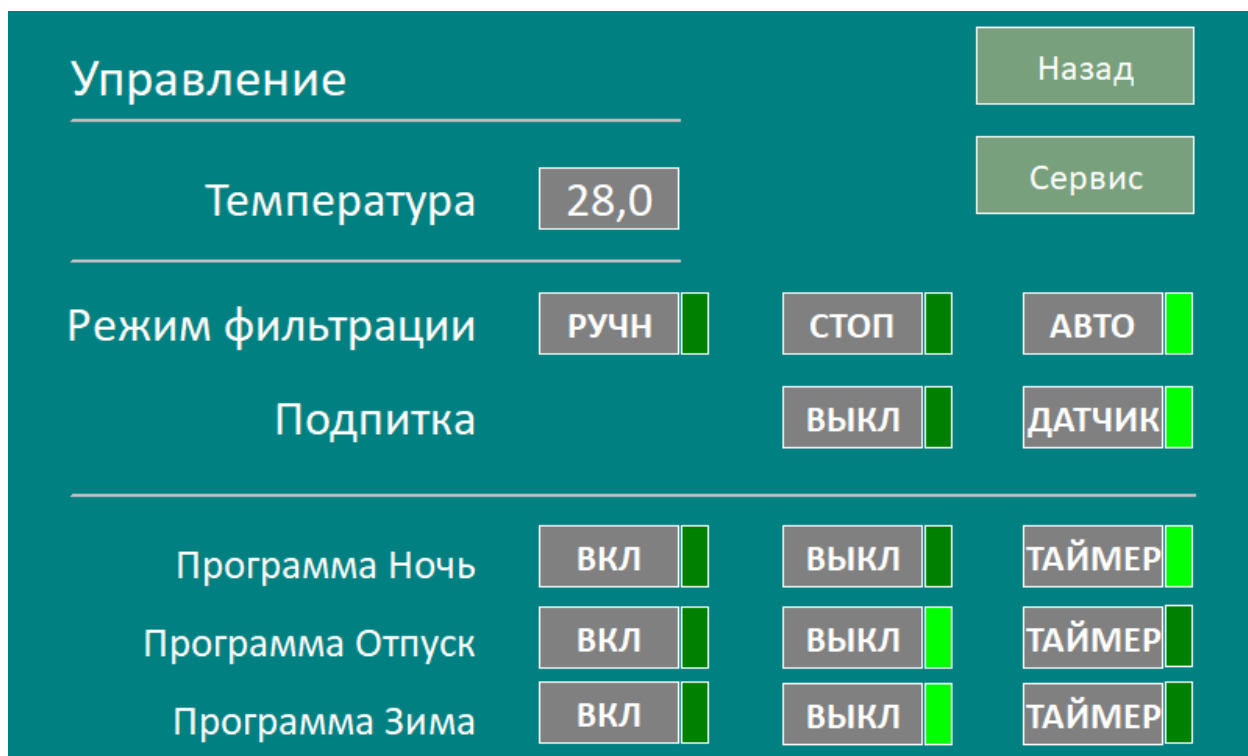 Управление
Назад
Сервис
Температура 28,0
Режим фильтрации РУЧН СТОП АВТО
Подпитка ВЫКЛ ДАТЧИК
Программа Ночь ВКЛ ВЫКЛ ТАЙМЕР
Программа Отпуск ВКЛ ВЫКЛ ТАЙМЕР
Программа Зима ВКЛ ВЫКЛ ТАЙМЕР